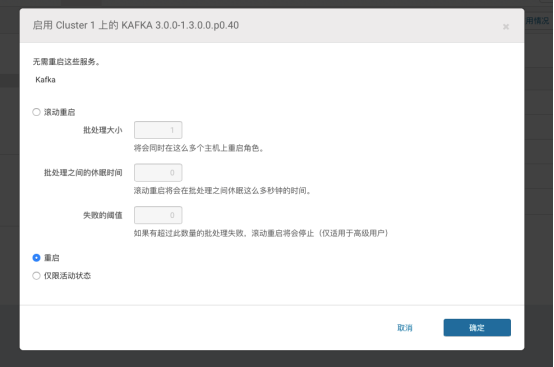 启用 Cluster 1 上的 KAFKA 3.0.0-1.3.0.0.p0.40
×
用情况
无需重启这些服务。
Kafka
滚动重启
批处理大小
1
将会同时在这么多个主机上重启角色。
批处理之间的休眠时间
0
滚动重启将会在批处理之间休眠这么多秒钟的时间。
失败的阈值
0
如果有超过此数量的批处理失败，滚动重启将会停止（仅适用于高级用户）
重启
仅限活动状态
取消
确定